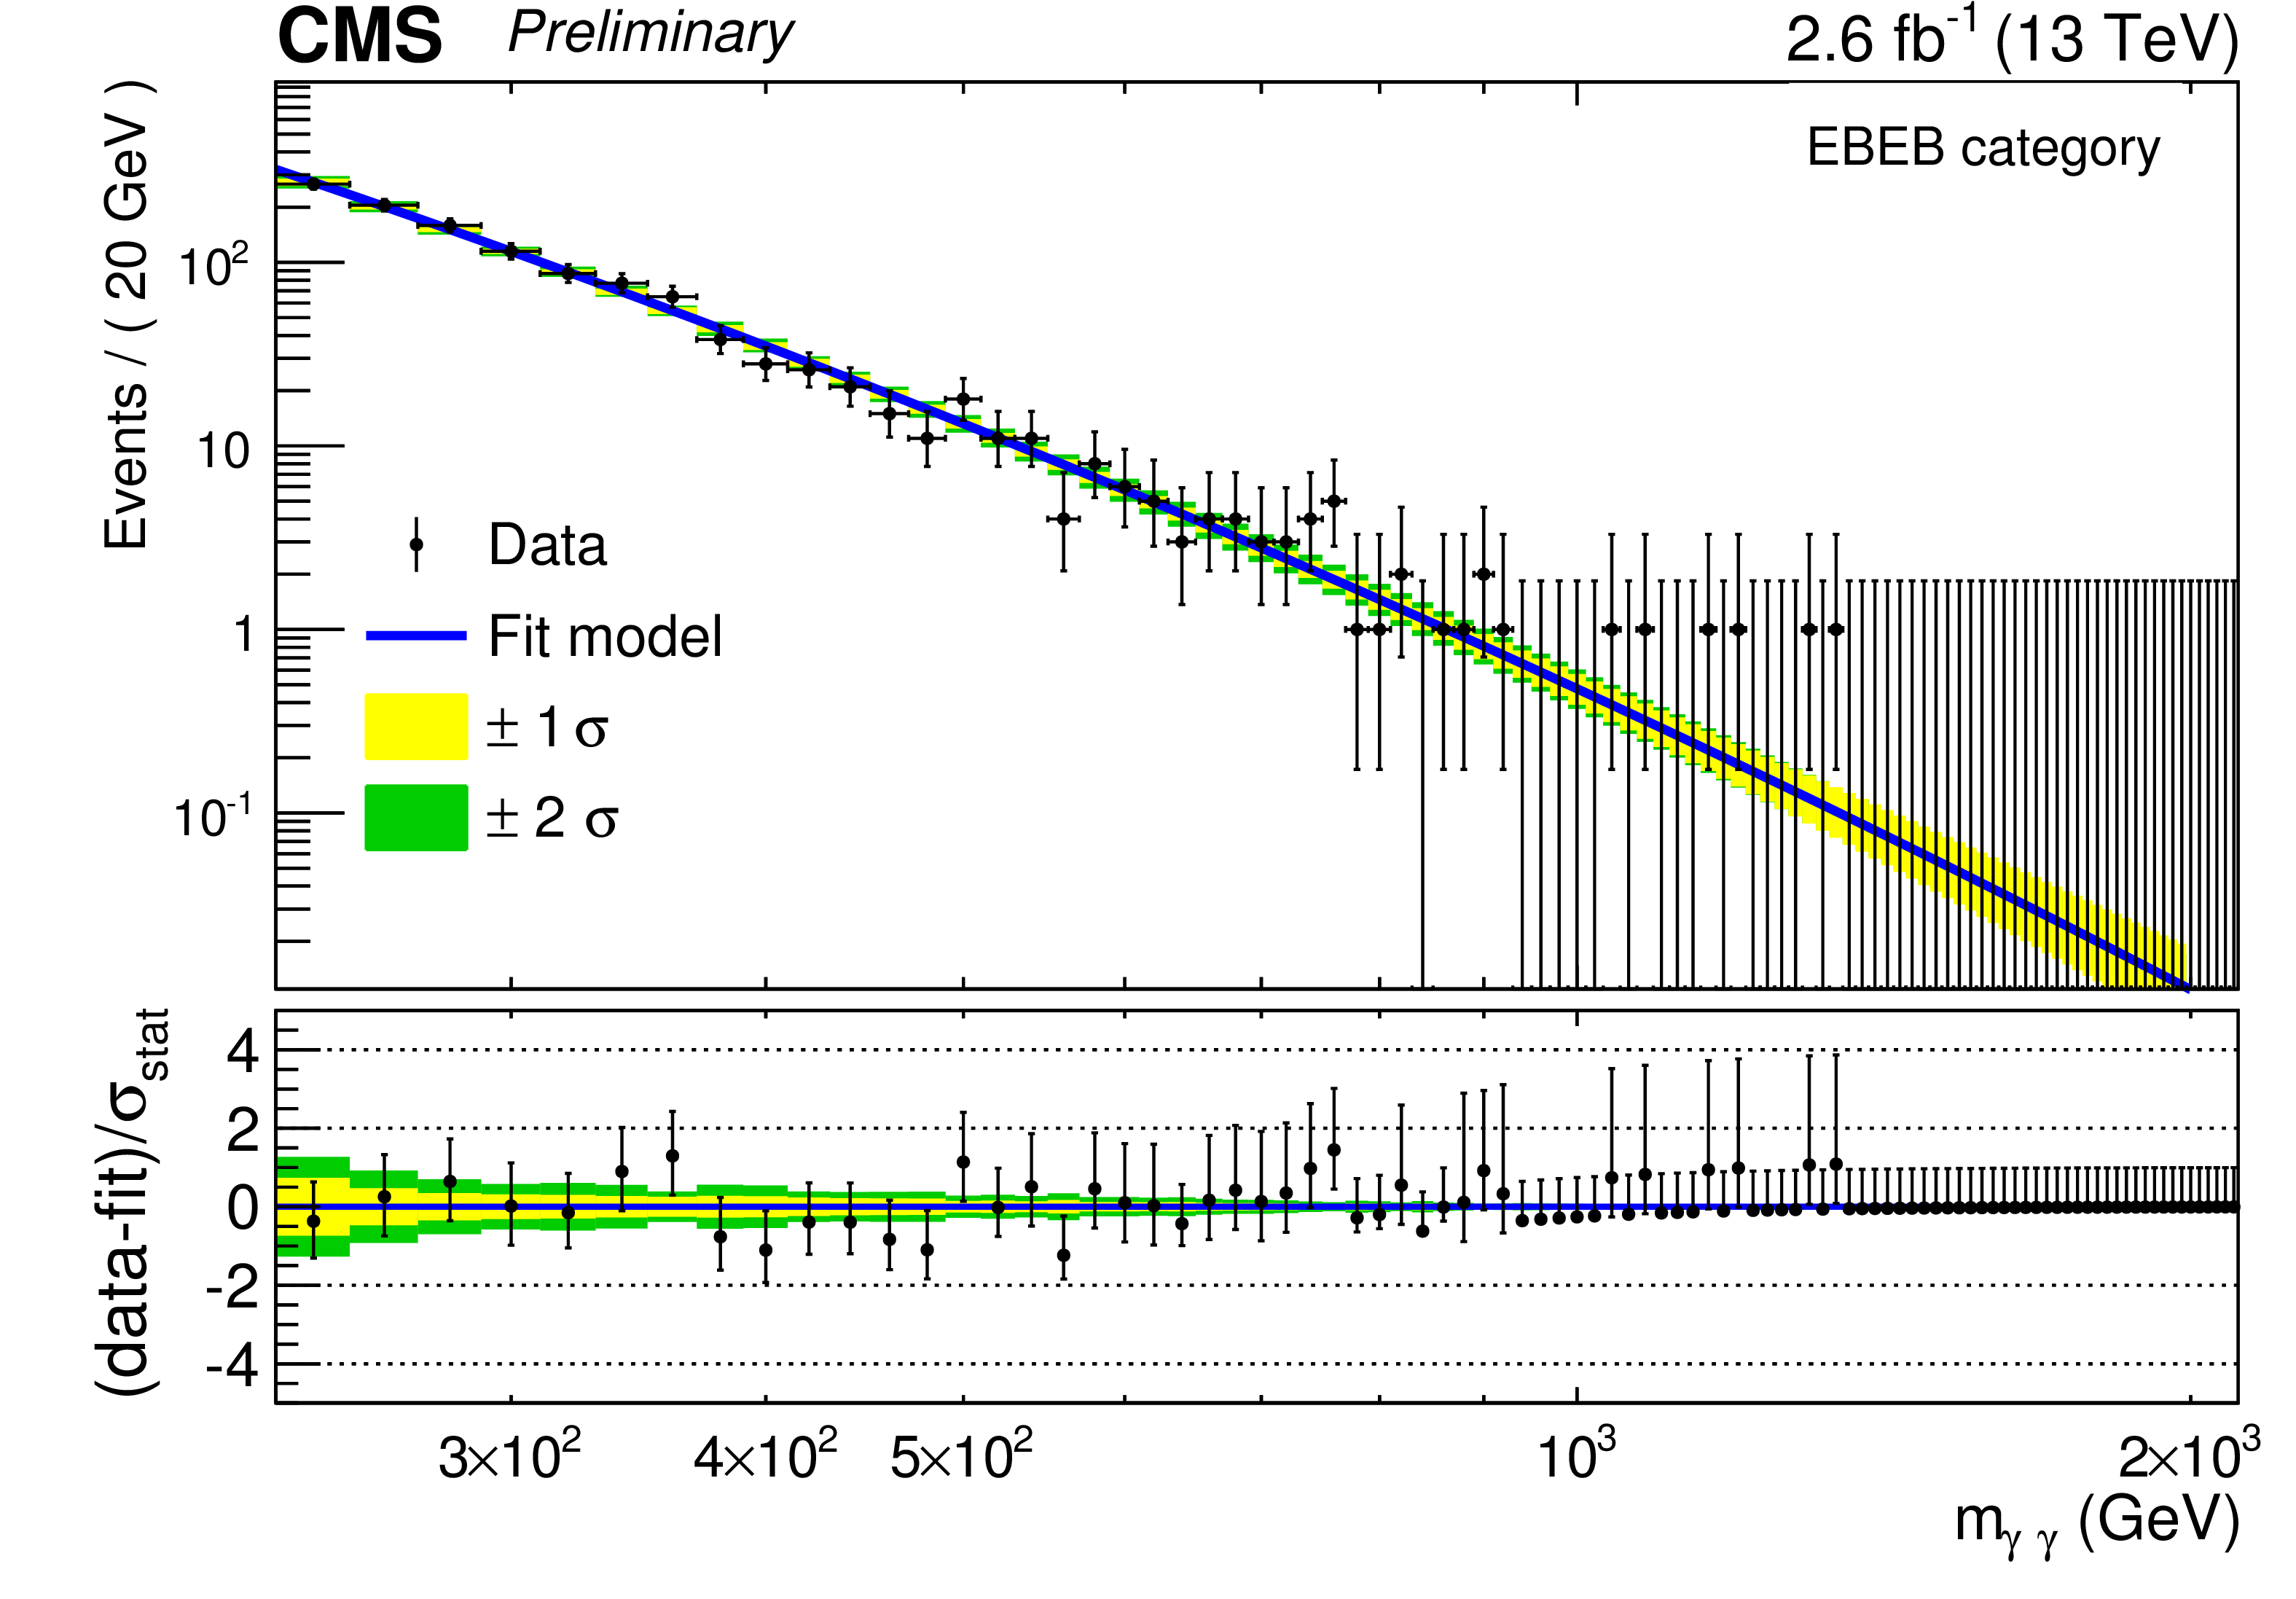 CMS Preliminary 2.6 fb⁻¹ (13 TeV)
EBEB category
Events / ( 20 GeV )
10²
10
1
10⁻¹
Data
Fit model
± 1 σ
± 2 σ
(data-fit)/σstat
4
2
0
-2
-4
3×10² 4×10² 5×10² 10³ 2×10³
mγγ (GeV)